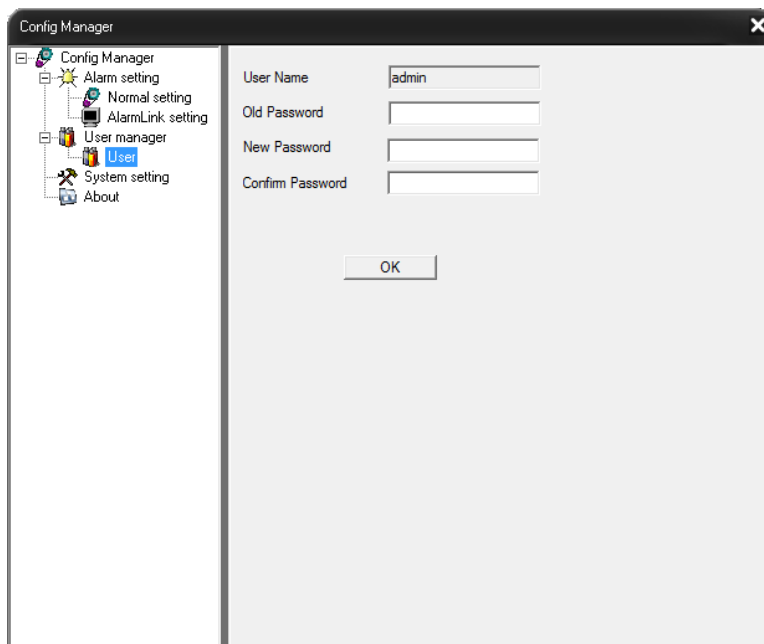 Config Manager
Config Manager
Alarm setting
Normal setting
AlarmLink setting
User manager
User
System setting
About
User Name admin
Old Password
New Password
Confirm Password
OK